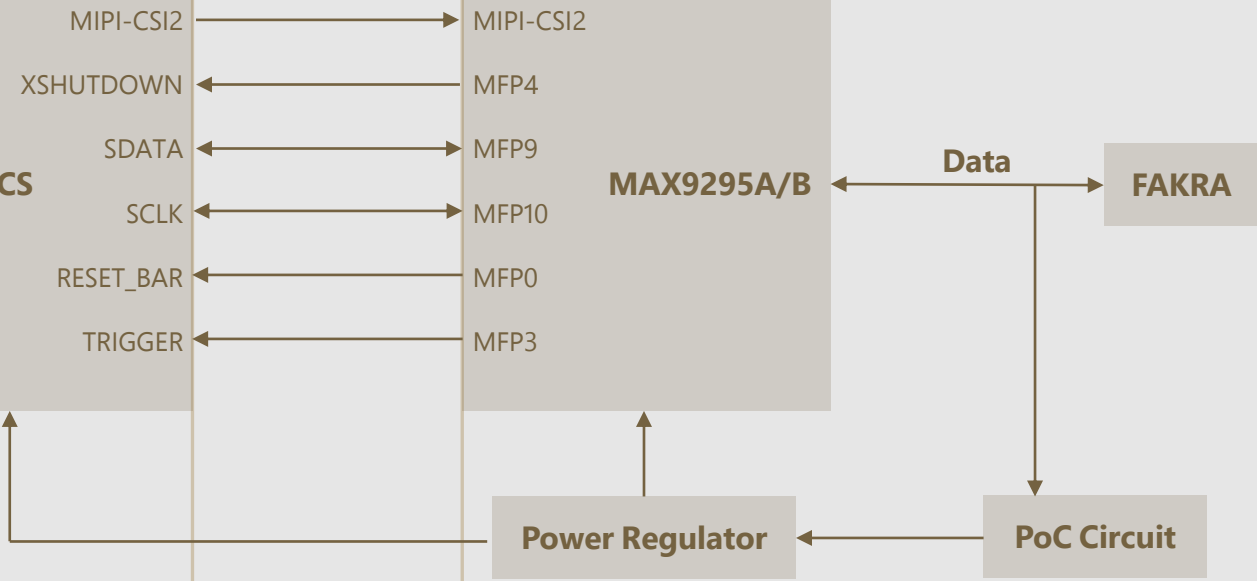 MIPI-CSI2 MIPI-CSI2
XSHUTDOWN MFP4
SDATA MFP9
Data
CS MAX9295A/B FAKRA
SCLK MFP10
RESET_BAR MFP0
TRIGGER MFP3
Power Regulator PoC Circuit